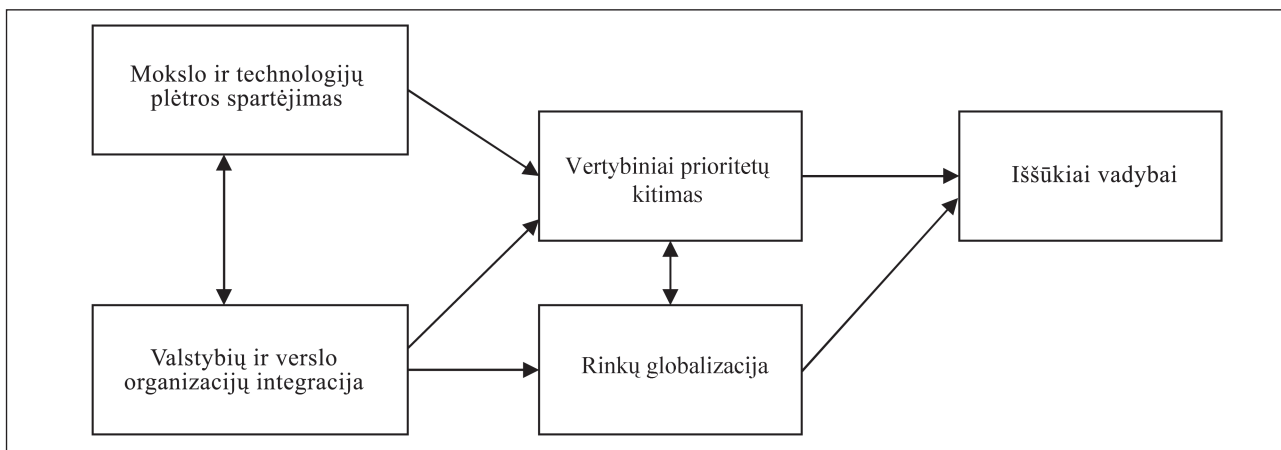 Mokslo ir technologijų
plėtros spartėjimas
Vertybiniai prioritetų
kitimas
Iššūkiai vadybai
Valstybių ir verslo
organizacijų integracija
Rinkų globalizacija